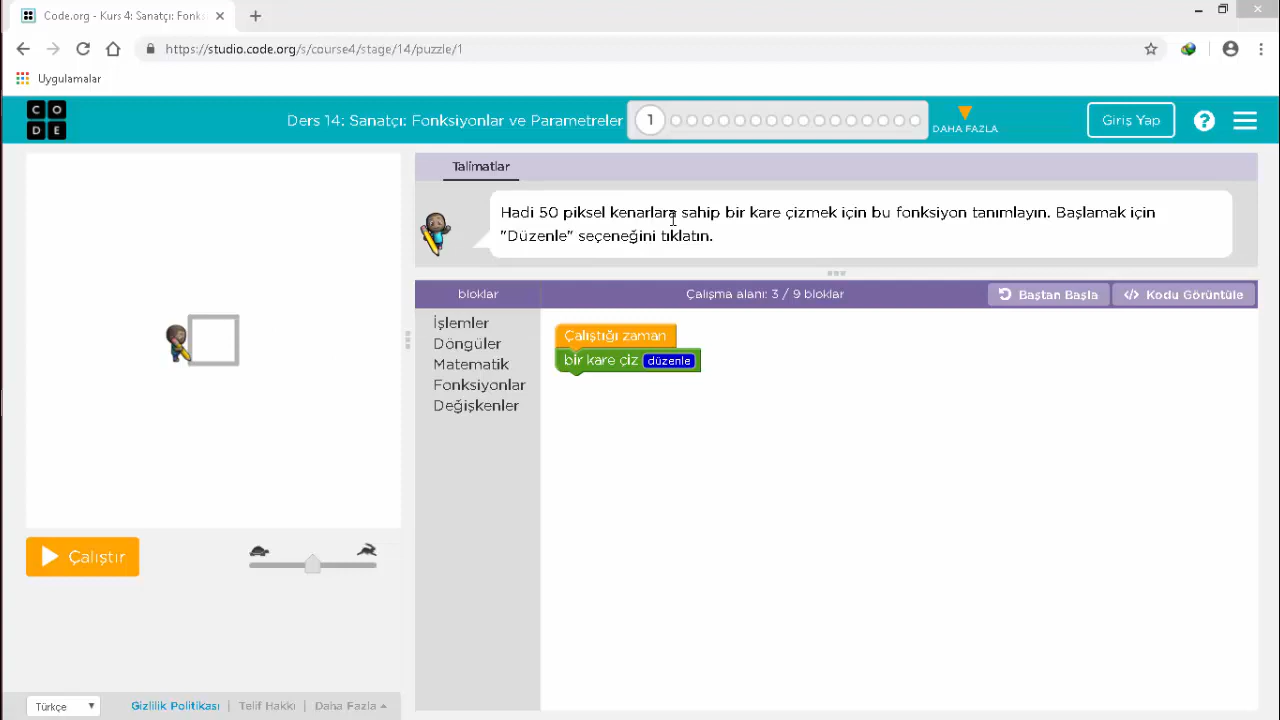 Code.org - Kurs 4: Sanatçı: Fonks
https://studio.code.org/s/course4/stage/14/puzzle/1
Uygulamalar
CODE
Ders 14: Sanatçı: Fonksiyonlar ve Parametreler
1
DAHA FAZLA
Giriş Yap
?
Talimatlar
Hadi 50 piksel kenarlara sahip bir kare çizmek için bu fonksiyon tanımlayın. Başlamak için
"Düzenle" seçeneğini tıklatın.
bloklar
Çalışma alanı: 3 / 9 bloklar
Baştan Başla
</> Kodu Görüntüle
İşlemler
Döngüler
Matematik
Fonksiyonlar
Değişkenler
Çalıştığı zaman
bir kare çiz düzenle
Çalıştır
Türkçe
Gizlilik Politikası | Telif Hakkı | Daha Fazla